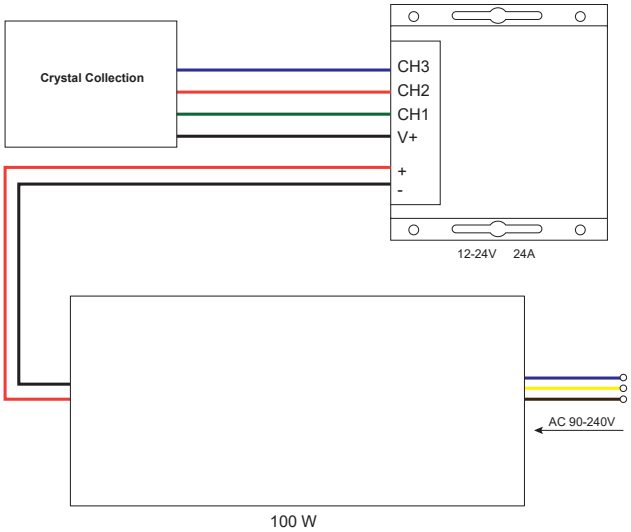 Crystal Collection
CH3
CH2
CH1
V+
+
-
12-24V 24A
AC 90-240V
100 W